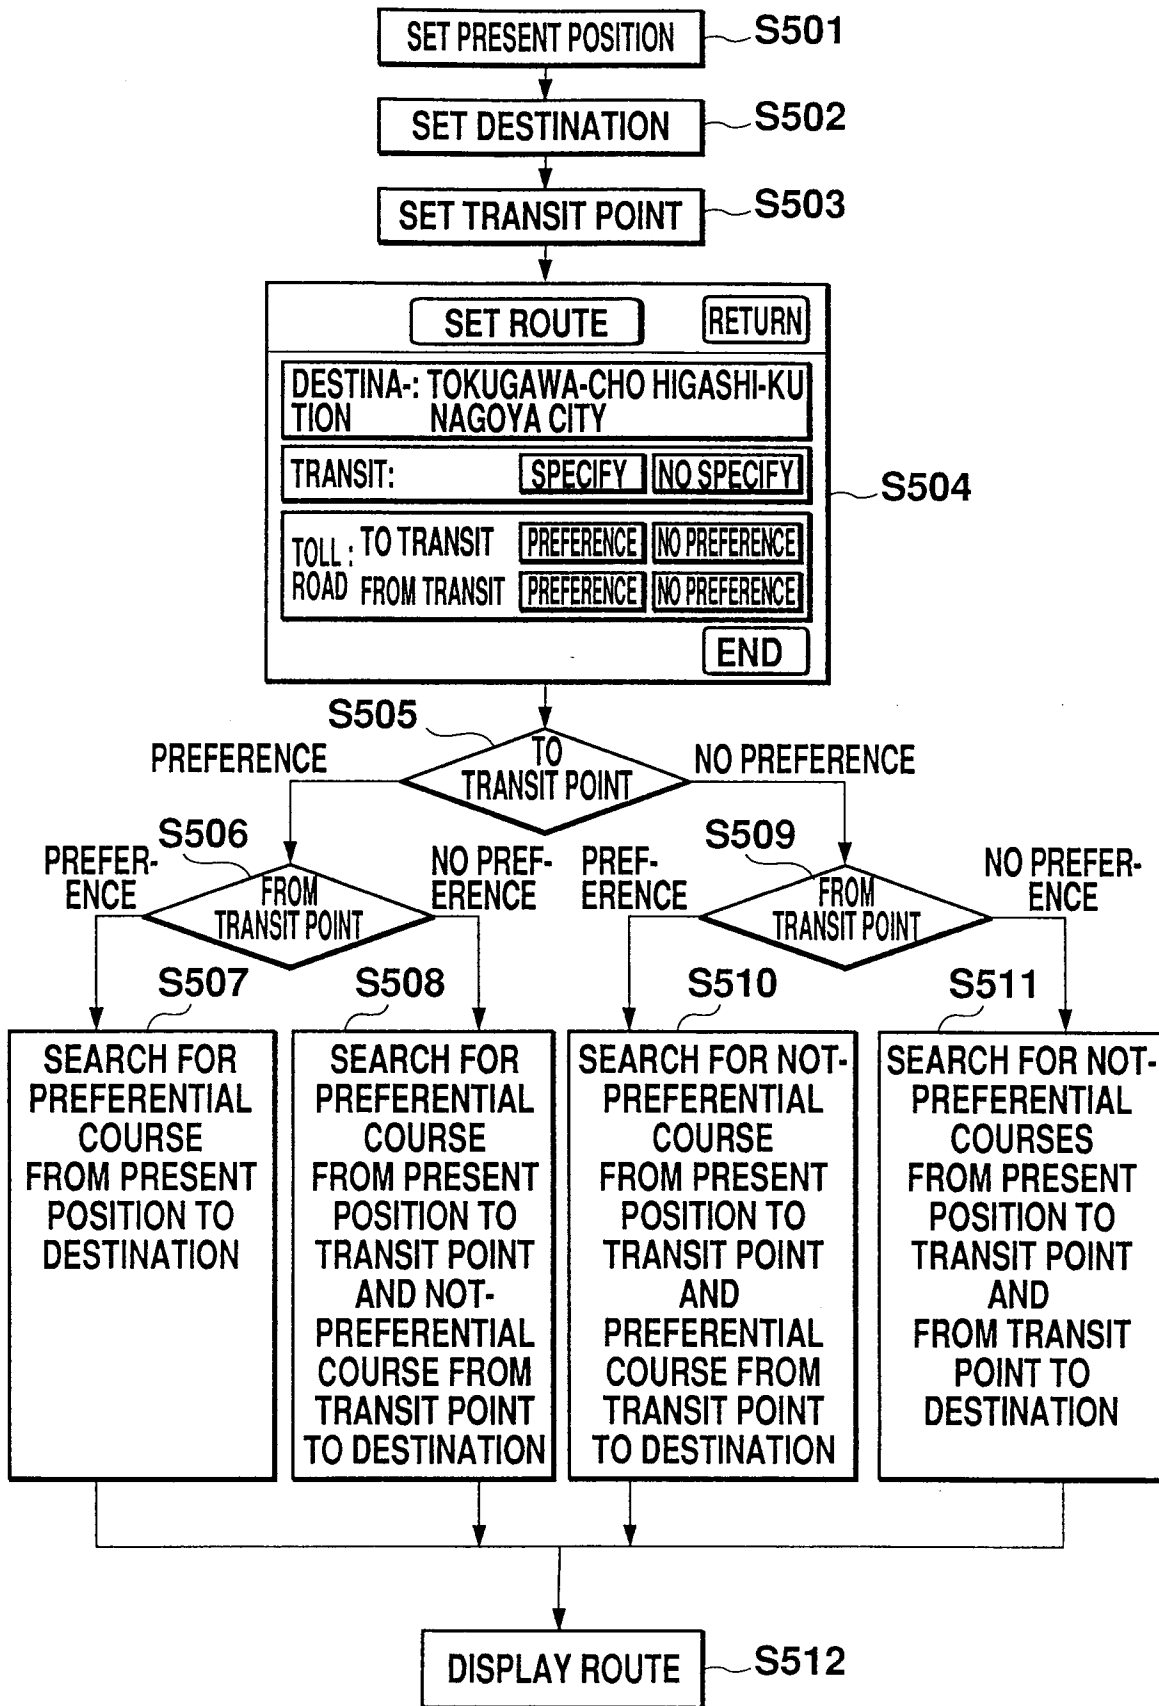 SET PRESENT POSITION
S501
SET DESTINATION
S502
SET TRANSIT POINT
S503
SET ROUTE
RETURN
DESTINA-: TOKUGAWA-CHO HIGASHI-KU
TION NAGOYA CITY
TRANSIT: SPECIFY NO SPECIFY
S504
TOLL : TO TRANSIT PREFERENCE NO PREFERENCE
ROAD FROM TRANSIT PREFERENCE NO PREFERENCE
END
S505
PREFERENCE
TO
TRANSIT POINT
NO PREFERENCE
S506
PREFER-
ENCE
FROM
TRANSIT POINT
NO PREF-
ERENCE
S509
PREF-
ERENCE
FROM
TRANSIT POINT
NO PREFER-
ENCE
S507
SEARCH FOR
PREFERENTIAL
COURSE
FROM PRESENT
POSITION TO
DESTINATION
S508
SEARCH FOR
PREFERENTIAL
COURSE
FROM PRESENT
POSITION TO
TRANSIT POINT
AND NOT-
PREFERENTIAL
COURSE FROM
TRANSIT POINT
TO DESTINATION
S510
SEARCH FOR NOT-
PREFERENTIAL
COURSE
FROM PRESENT
POSITION TO
TRANSIT POINT
AND
PREFERENTIAL
COURSE FROM
TRANSIT POINT
TO DESTINATION
S511
SEARCH FOR NOT-
PREFERENTIAL
COURSES
FROM PRESENT
POSITION TO
TRANSIT POINT
AND
FROM TRANSIT
POINT TO
DESTINATION
DISPLAY ROUTE
S512